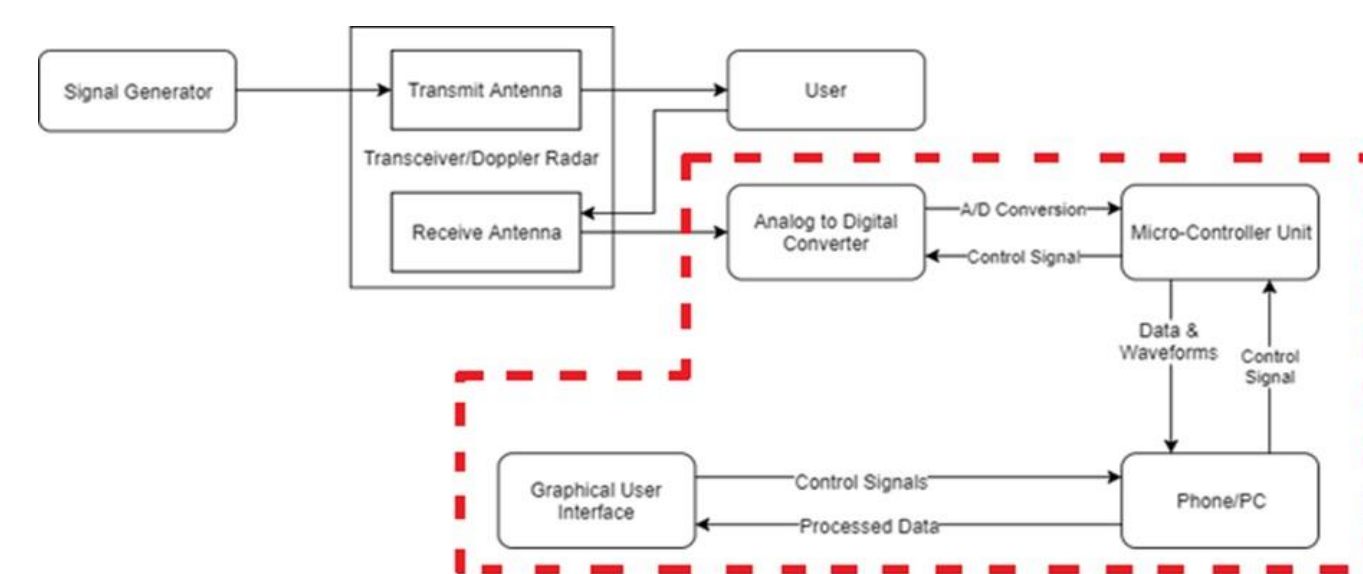 Signal Generator
Transmit Antenna
User
Transceiver/Doppler Radar
Receive Antenna
Analog to Digital
Converter
A/D Conversion
Control Signal
Micro-Controller Unit
Data &
Waveforms
Control
Signal
Graphical User
Interface
Control Signals
Processed Data
Phone/PC